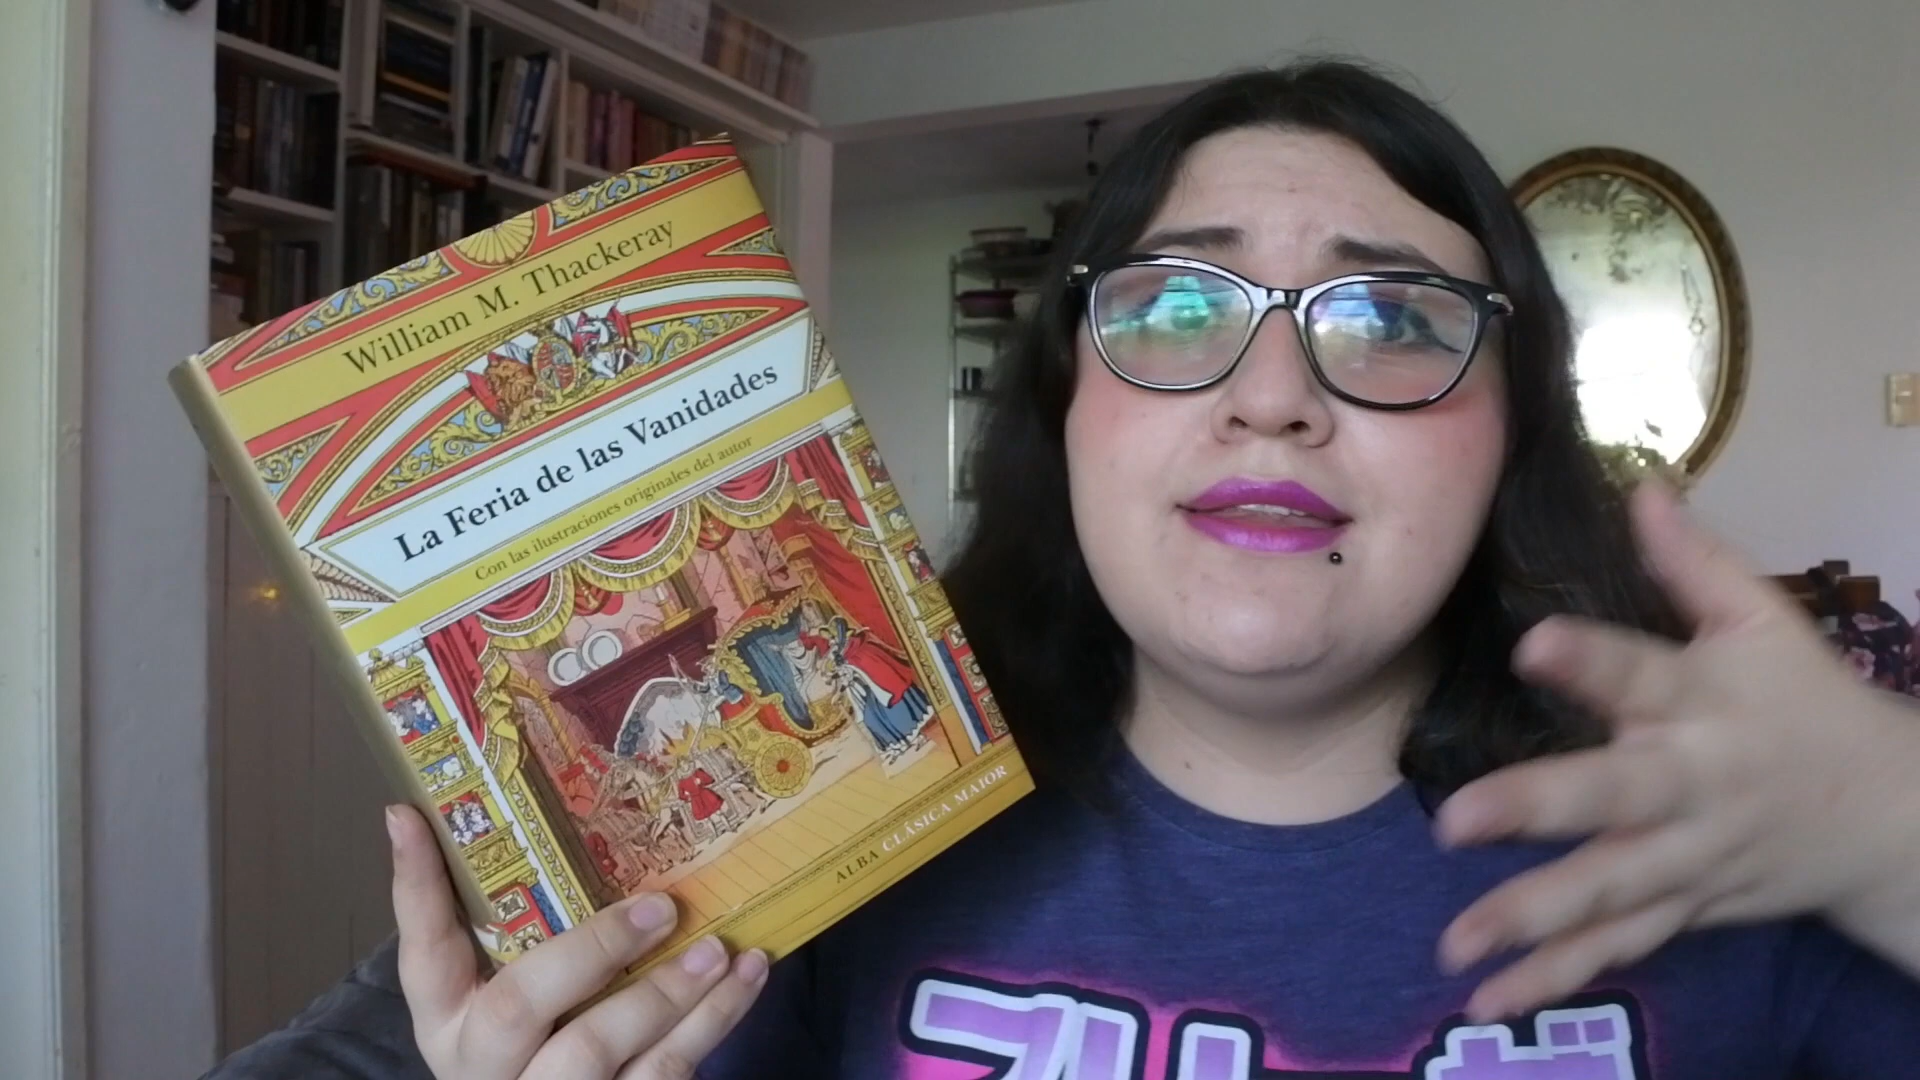 William M. Thackeray
La Feria de las Vanidades
Con las ilustraciones originales del autor
ALBA CLÁSICA MAIOR